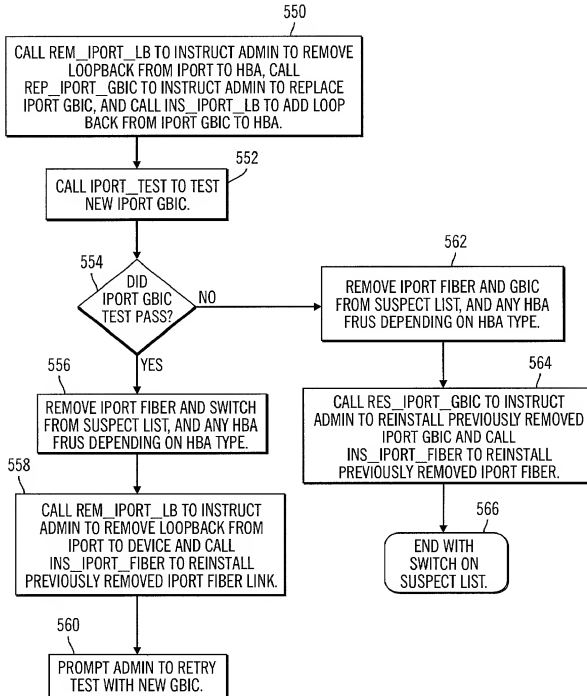 550
CALL REM_IPORT_LB TO INSTRUCT ADMIN TO REMOVE
LOOPBACK FROM IPORT TO HBA, CALL
REP_IPORT_GBIC TO INSTRUCT ADMIN TO REPLACE
IPORT GBIC, AND CALL INS_IPORT_LB TO ADD LOOP
BACK FROM IPORT GBIC TO HBA.
552
CALL IPORT_TEST TO TEST
NEW IPORT GBIC.
554
DID
IPORT GBIC
TEST PASS?
NO
YES
556
REMOVE IPORT FIBER AND SWITCH
FROM SUSPECT LIST, AND ANY HBA
FRUS DEPENDING ON HBA TYPE.
558
CALL REM_IPORT_LB TO INSTRUCT
ADMIN TO REMOVE LOOPBACK FROM
IPORT TO DEVICE AND CALL
INS_IPORT_FIBER TO REINSTALL
PREVIOUSLY REMOVED IPORT FIBER LINK.
560
PROMPT ADMIN TO RETRY
TEST WITH NEW GBIC.
562
REMOVE IPORT FIBER AND GBIC
FROM SUSPECT LIST, AND ANY HBA
FRUS DEPENDING ON HBA TYPE.
564
CALL RES_IPORT_GBIC TO INSTRUCT
ADMIN TO REINSTALL PREVIOUSLY REMOVED
IPORT GBIC AND CALL
INS_IPORT_FIBER TO REINSTALL
PREVIOUSLY REMOVED IPORT FIBER.
566
END WITH
SWITCH ON
SUSPECT LIST.